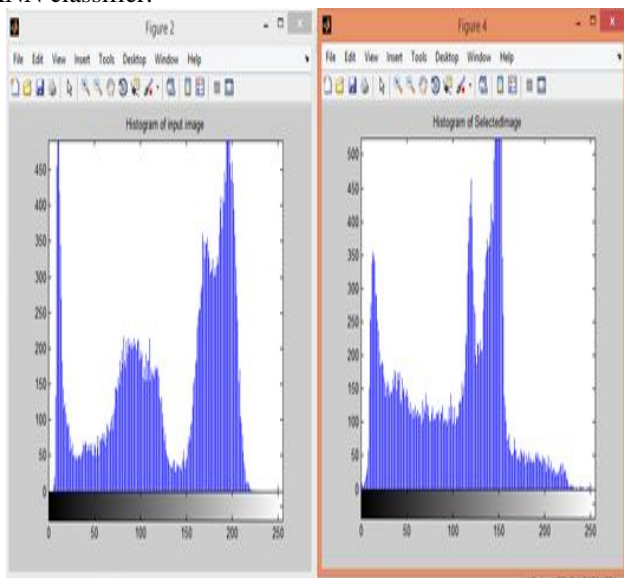 KNN classifier.
Figure 2
File Edit View Insert Tools Desktop Window Help
Histogram of input image
450
400
350
300
250
200
150
100
50
0
0 50 100 150 200 250
Figure 4
File Edit View Insert Tools Desktop Window Help
Histogram of SelectedImage
500
450
400
350
300
250
200
150
100
50
0
0 50 100 150 200 250